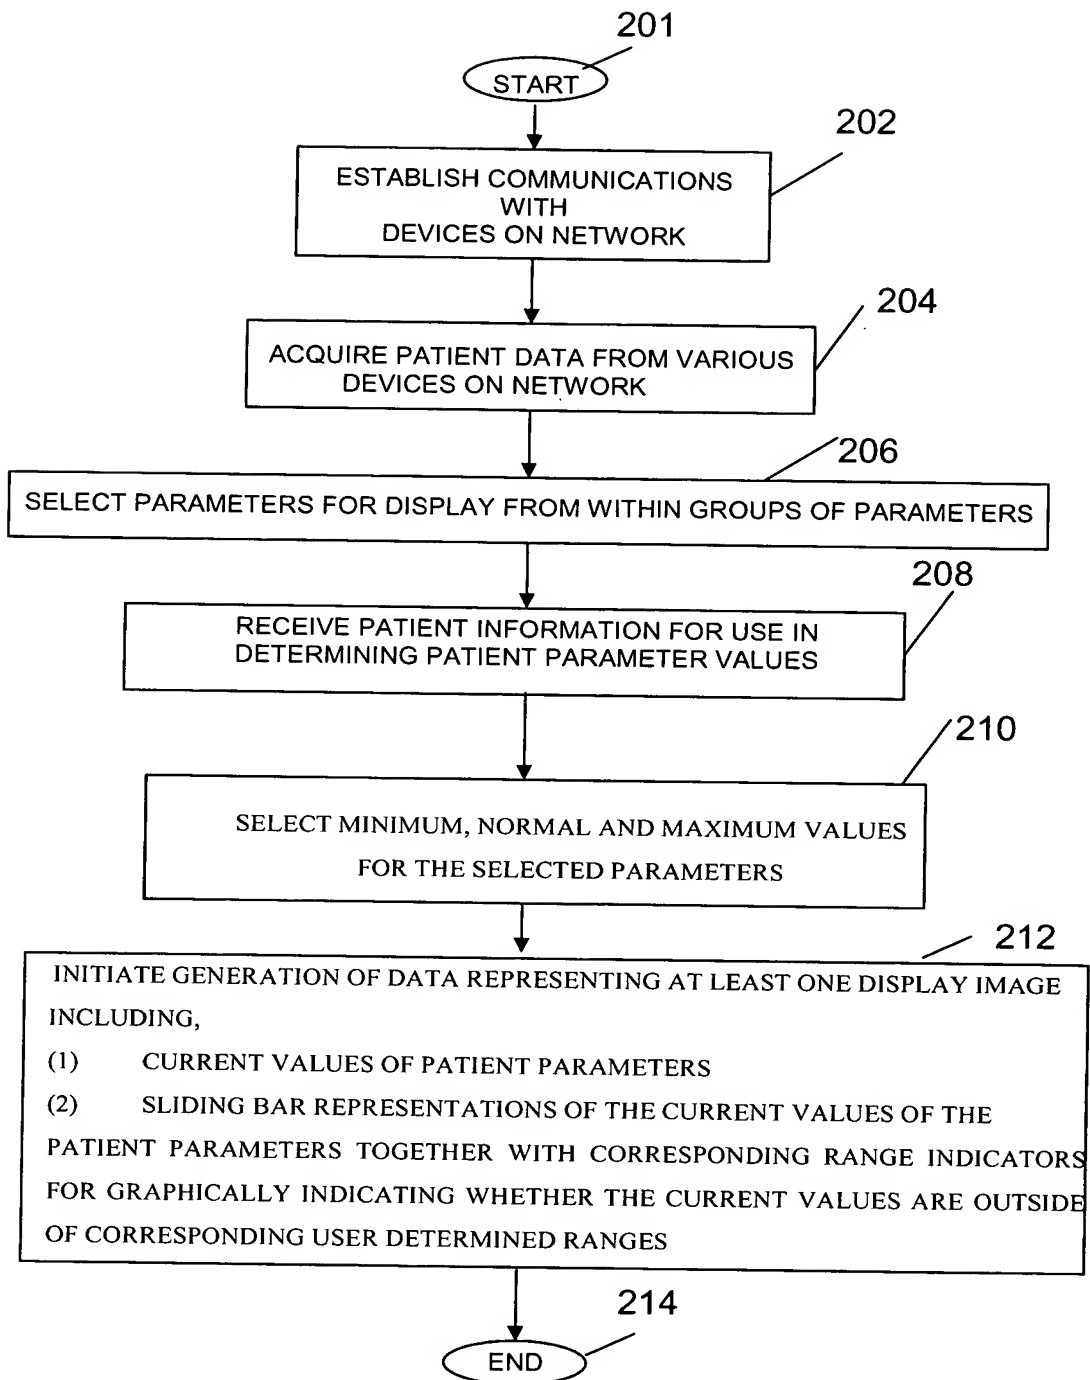 201
START
202
ESTABLISH COMMUNICATIONS
WITH
DEVICES ON NETWORK
204
ACQUIRE PATIENT DATA FROM VARIOUS
DEVICES ON NETWORK
206
SELECT PARAMETERS FOR DISPLAY FROM WITHIN GROUPS OF PARAMETERS
208
RECEIVE PATIENT INFORMATION FOR USE IN
DETERMINING PATIENT PARAMETER VALUES
210
SELECT MINIMUM, NORMAL AND MAXIMUM VALUES
FOR THE SELECTED PARAMETERS
212
INITIATE GENERATION OF DATA REPRESENTING AT LEAST ONE DISPLAY IMAGE
INCLUDING,
(1) CURRENT VALUES OF PATIENT PARAMETERS
(2) SLIDING BAR REPRESENTATIONS OF THE CURRENT VALUES OF THE
PATIENT PARAMETERS TOGETHER WITH CORRESPONDING RANGE INDICATORS
FOR GRAPHICALLY INDICATING WHETHER THE CURRENT VALUES ARE OUTSIDE
OF CORRESPONDING USER DETERMINED RANGES
214
END